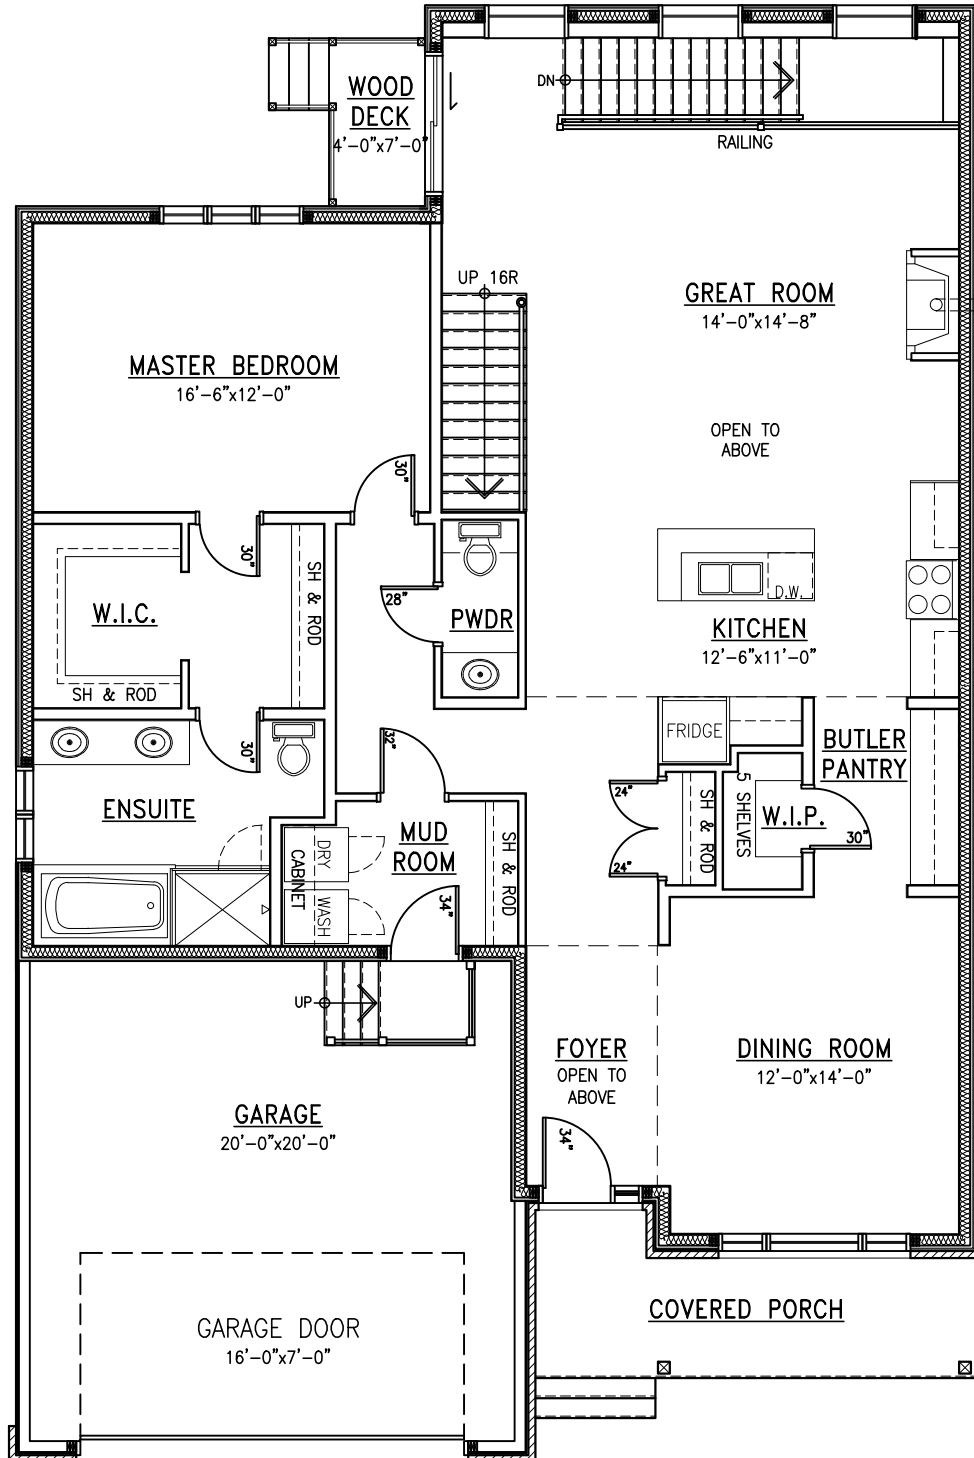 WOOD
DECK
4'-0"x7'-0"
DN
RAILING
UP 16R
GREAT ROOM
14'-0"x14'-8"
MASTER BEDROOM
16'-6"x12'-0"
OPEN TO
ABOVE
30"
30"
SH & ROD
W.I.C.
SH & ROD
28"
PWDR
D.W.
KITCHEN
12'-6"x11'-0"
30"
32"
FRIDGE
BUTLER
PANTRY
ENSUITE
24"
24"
SH & ROD
5 SHELVES
W.I.P.
30"
MUD
ROOM
DRY
CABINET
WASH
SH & ROD
34"
UP
FOYER
OPEN TO
ABOVE
DINING ROOM
12'-0"x14'-0"
GARAGE
20'-0"x20'-0"
34"
COVERED PORCH
GARAGE DOOR
16'-0"x7'-0"